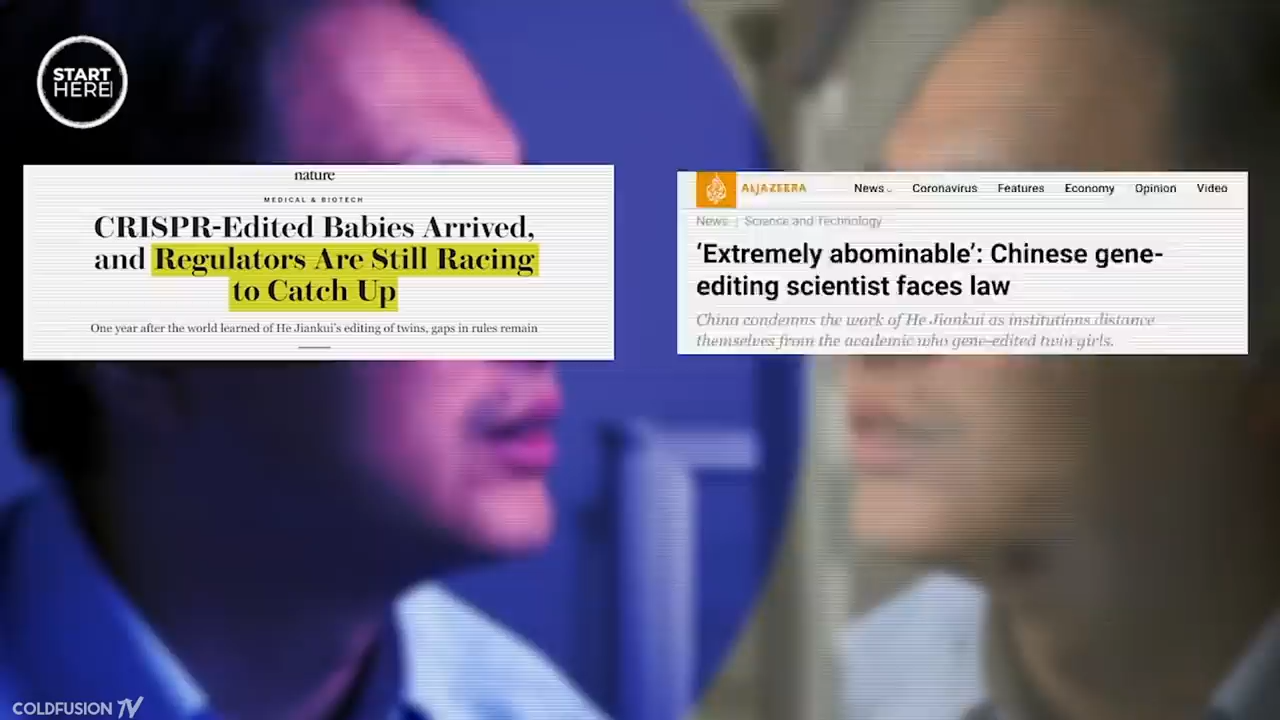 START
HERE
nature
MEDICAL & BIOTECH
CRISPR-Edited Babies Arrived,
and Regulators Are Still Racing
to Catch Up
One year after the world learned of He Jiankui's editing of twins, gaps in rules remain
ALJAZEERA
News Coronavirus Features Economy Opinion Video
News | Science and Technology
‘Extremely abominable’: Chinese gene-
editing scientist faces law
China condemns the work of He Jiankui as institutions distance
themselves from the academic who gene-edited twin girls.
COLDFUSION TV